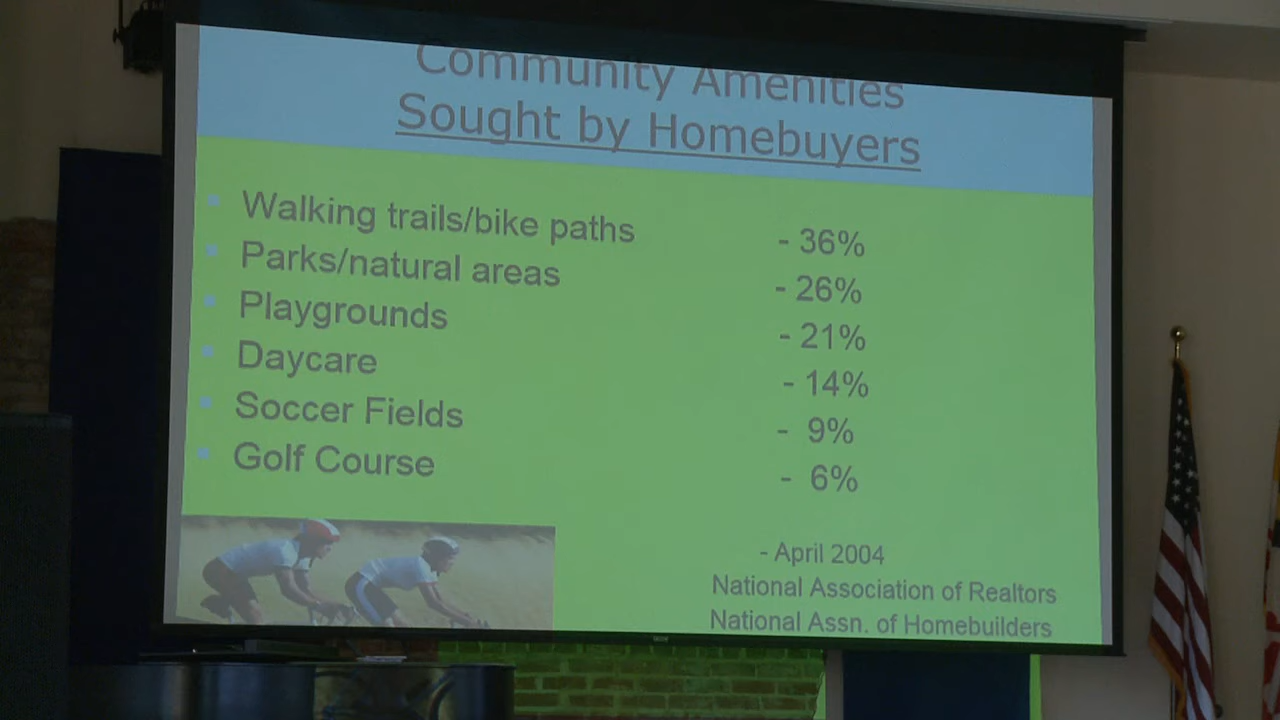 Community Amenities
Sought by Homebuyers
Walking trails/bike paths - 36%
Parks/natural areas - 26%
Playgrounds - 21%
Daycare - 14%
Soccer Fields - 9%
Golf Course - 6%
- April 2004
National Association of Realtors
National Assn. of Homebuilders